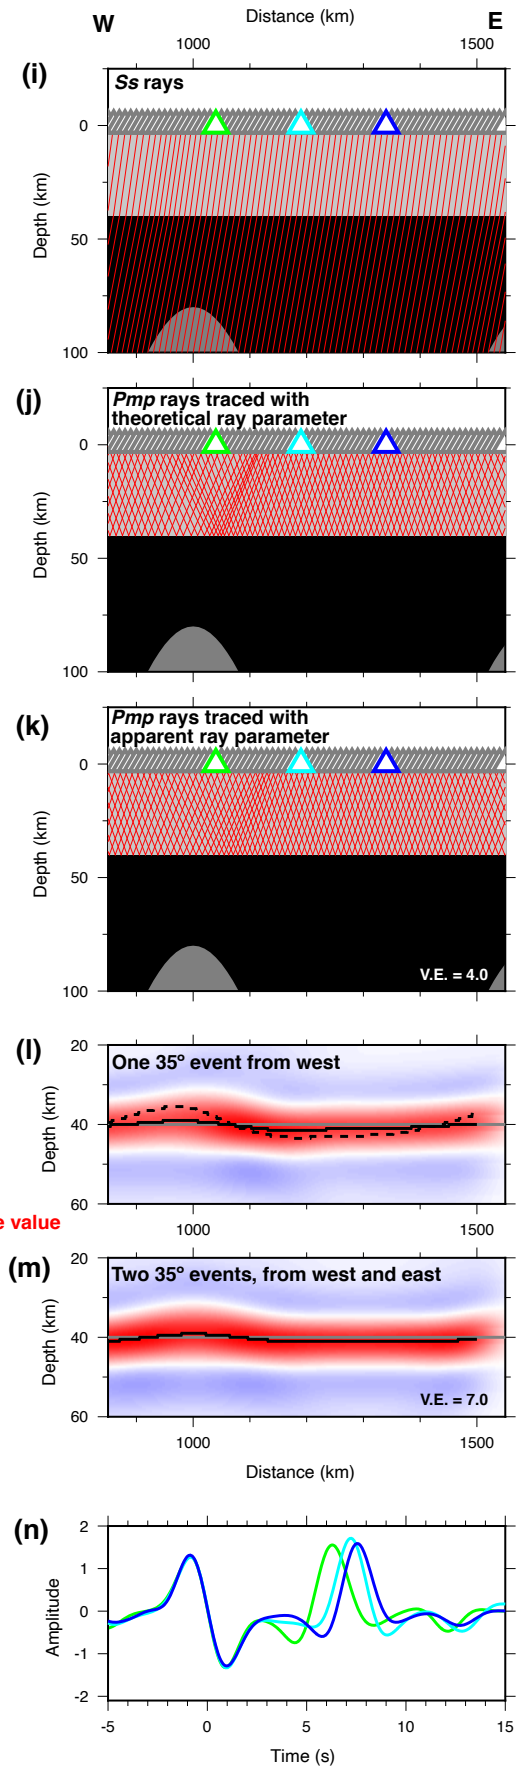 W
Distance (km)
E
1000
1500
(i)
Ss rays
0
50
100
Depth (km)
(j)
Pmp rays traced with
theoretical ray parameter
0
50
100
Depth (km)
(k)
Pmp rays traced with
apparent ray parameter
0
50
100
Depth (km)
V.E. = 4.0
(l)
One 35º event from west
20
40
60
Depth (km)
1000
1500
e value
(m)
Two 35º events, from west and east
20
40
60
Depth (km)
V.E. = 7.0
1000
1500
Distance (km)
(n)
2
1
0
-1
-2
Amplitude
-5
0
5
10
15
Time (s)